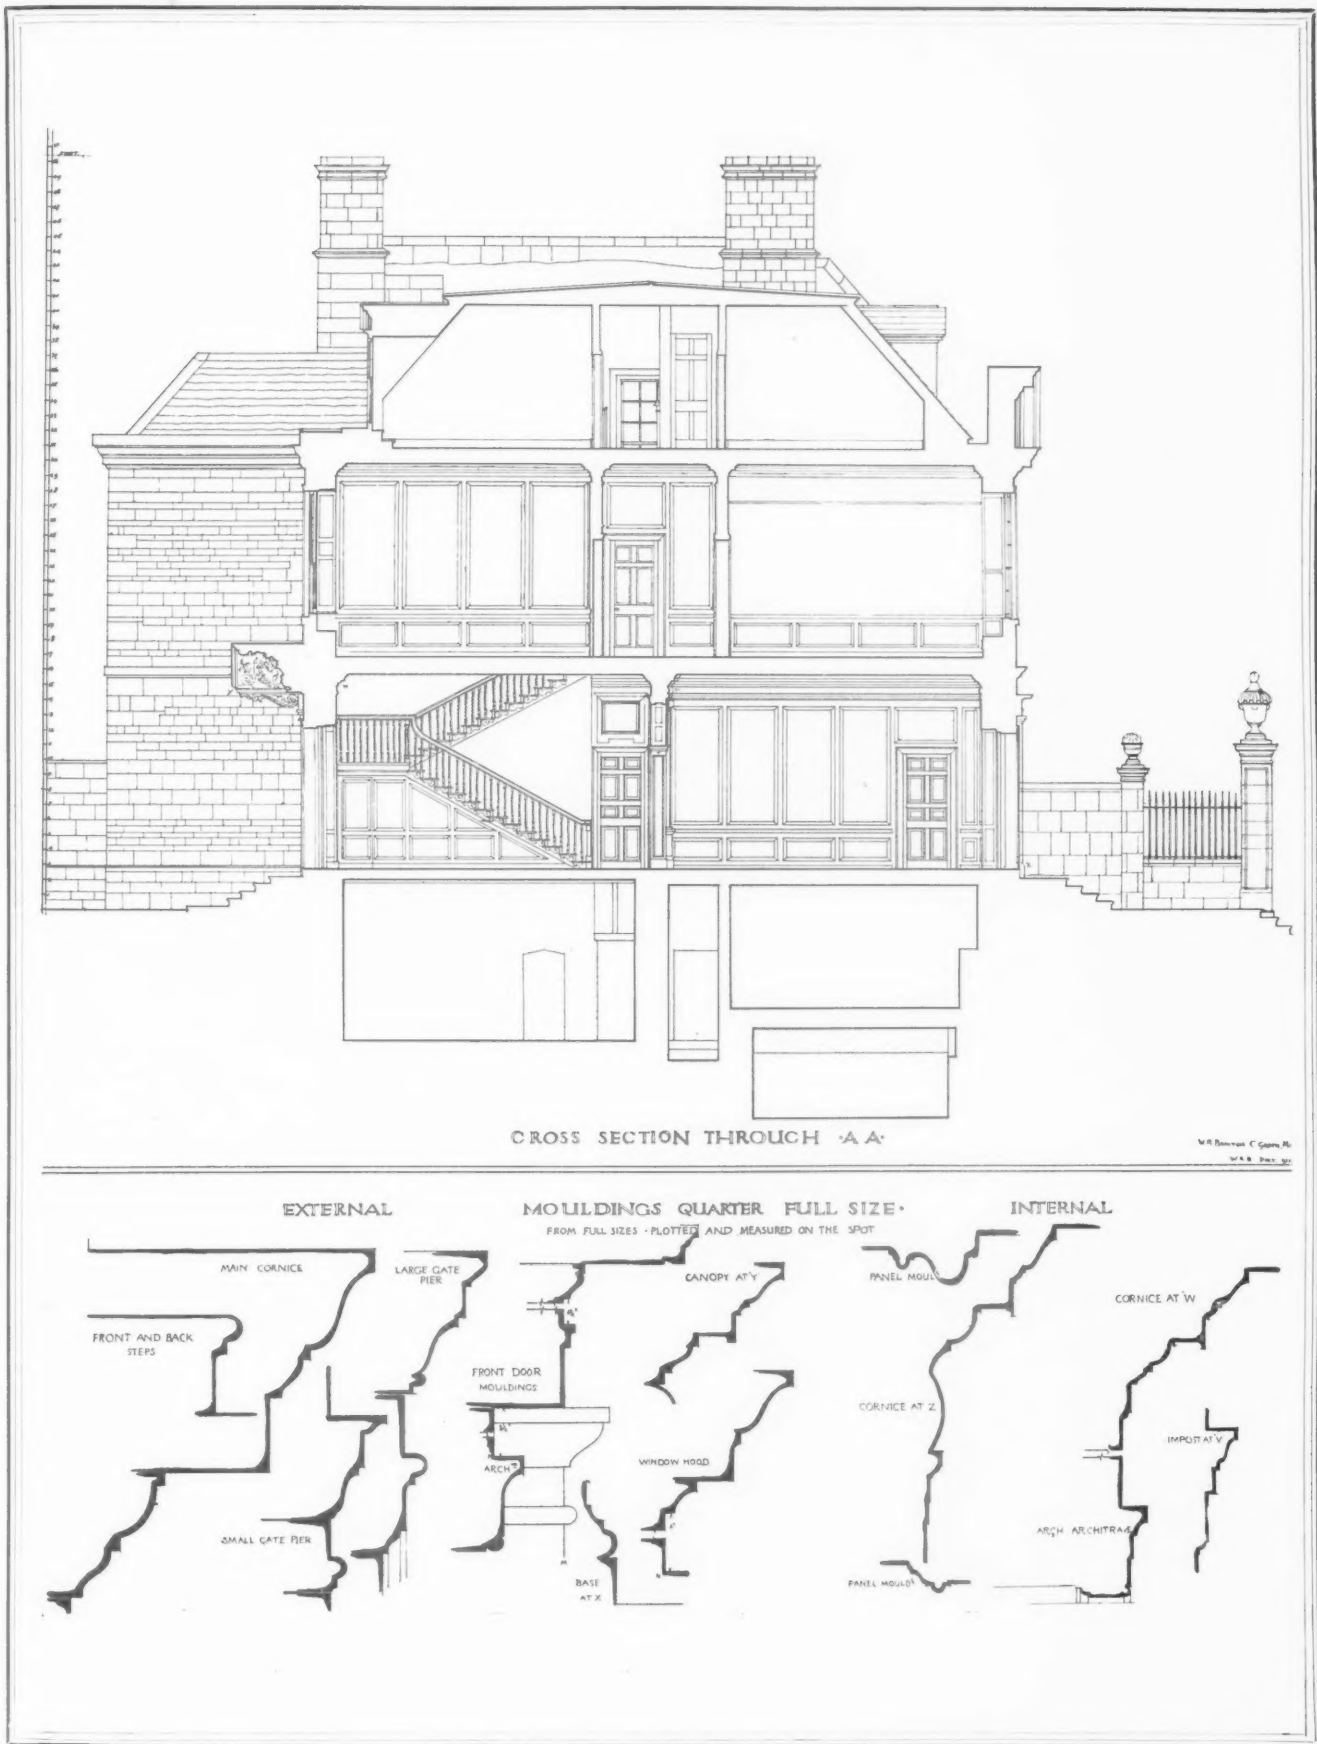 FEET
CROSS SECTION THROUGH ·A A·
EXTERNAL
MOULDINGS QUARTER FULL SIZE·
INTERNAL
FROM FULL SIZES · PLOTTED AND MEASURED ON THE SPOT
MAIN CORNICE
LARGE GATE
PIER
CANOPY AT 'Y'
PANEL MOULD
CORNICE AT 'W
FRONT AND BACK
STEPS
FRONT DOOR
MOULDINGS
CORNICE AT Z
IMPOST AT 'V'
WINDOW HOOD
ARCH
SMALL GATE PIER
BASE
AT X
PANEL MOULD
ARCH ARCHITRAVE